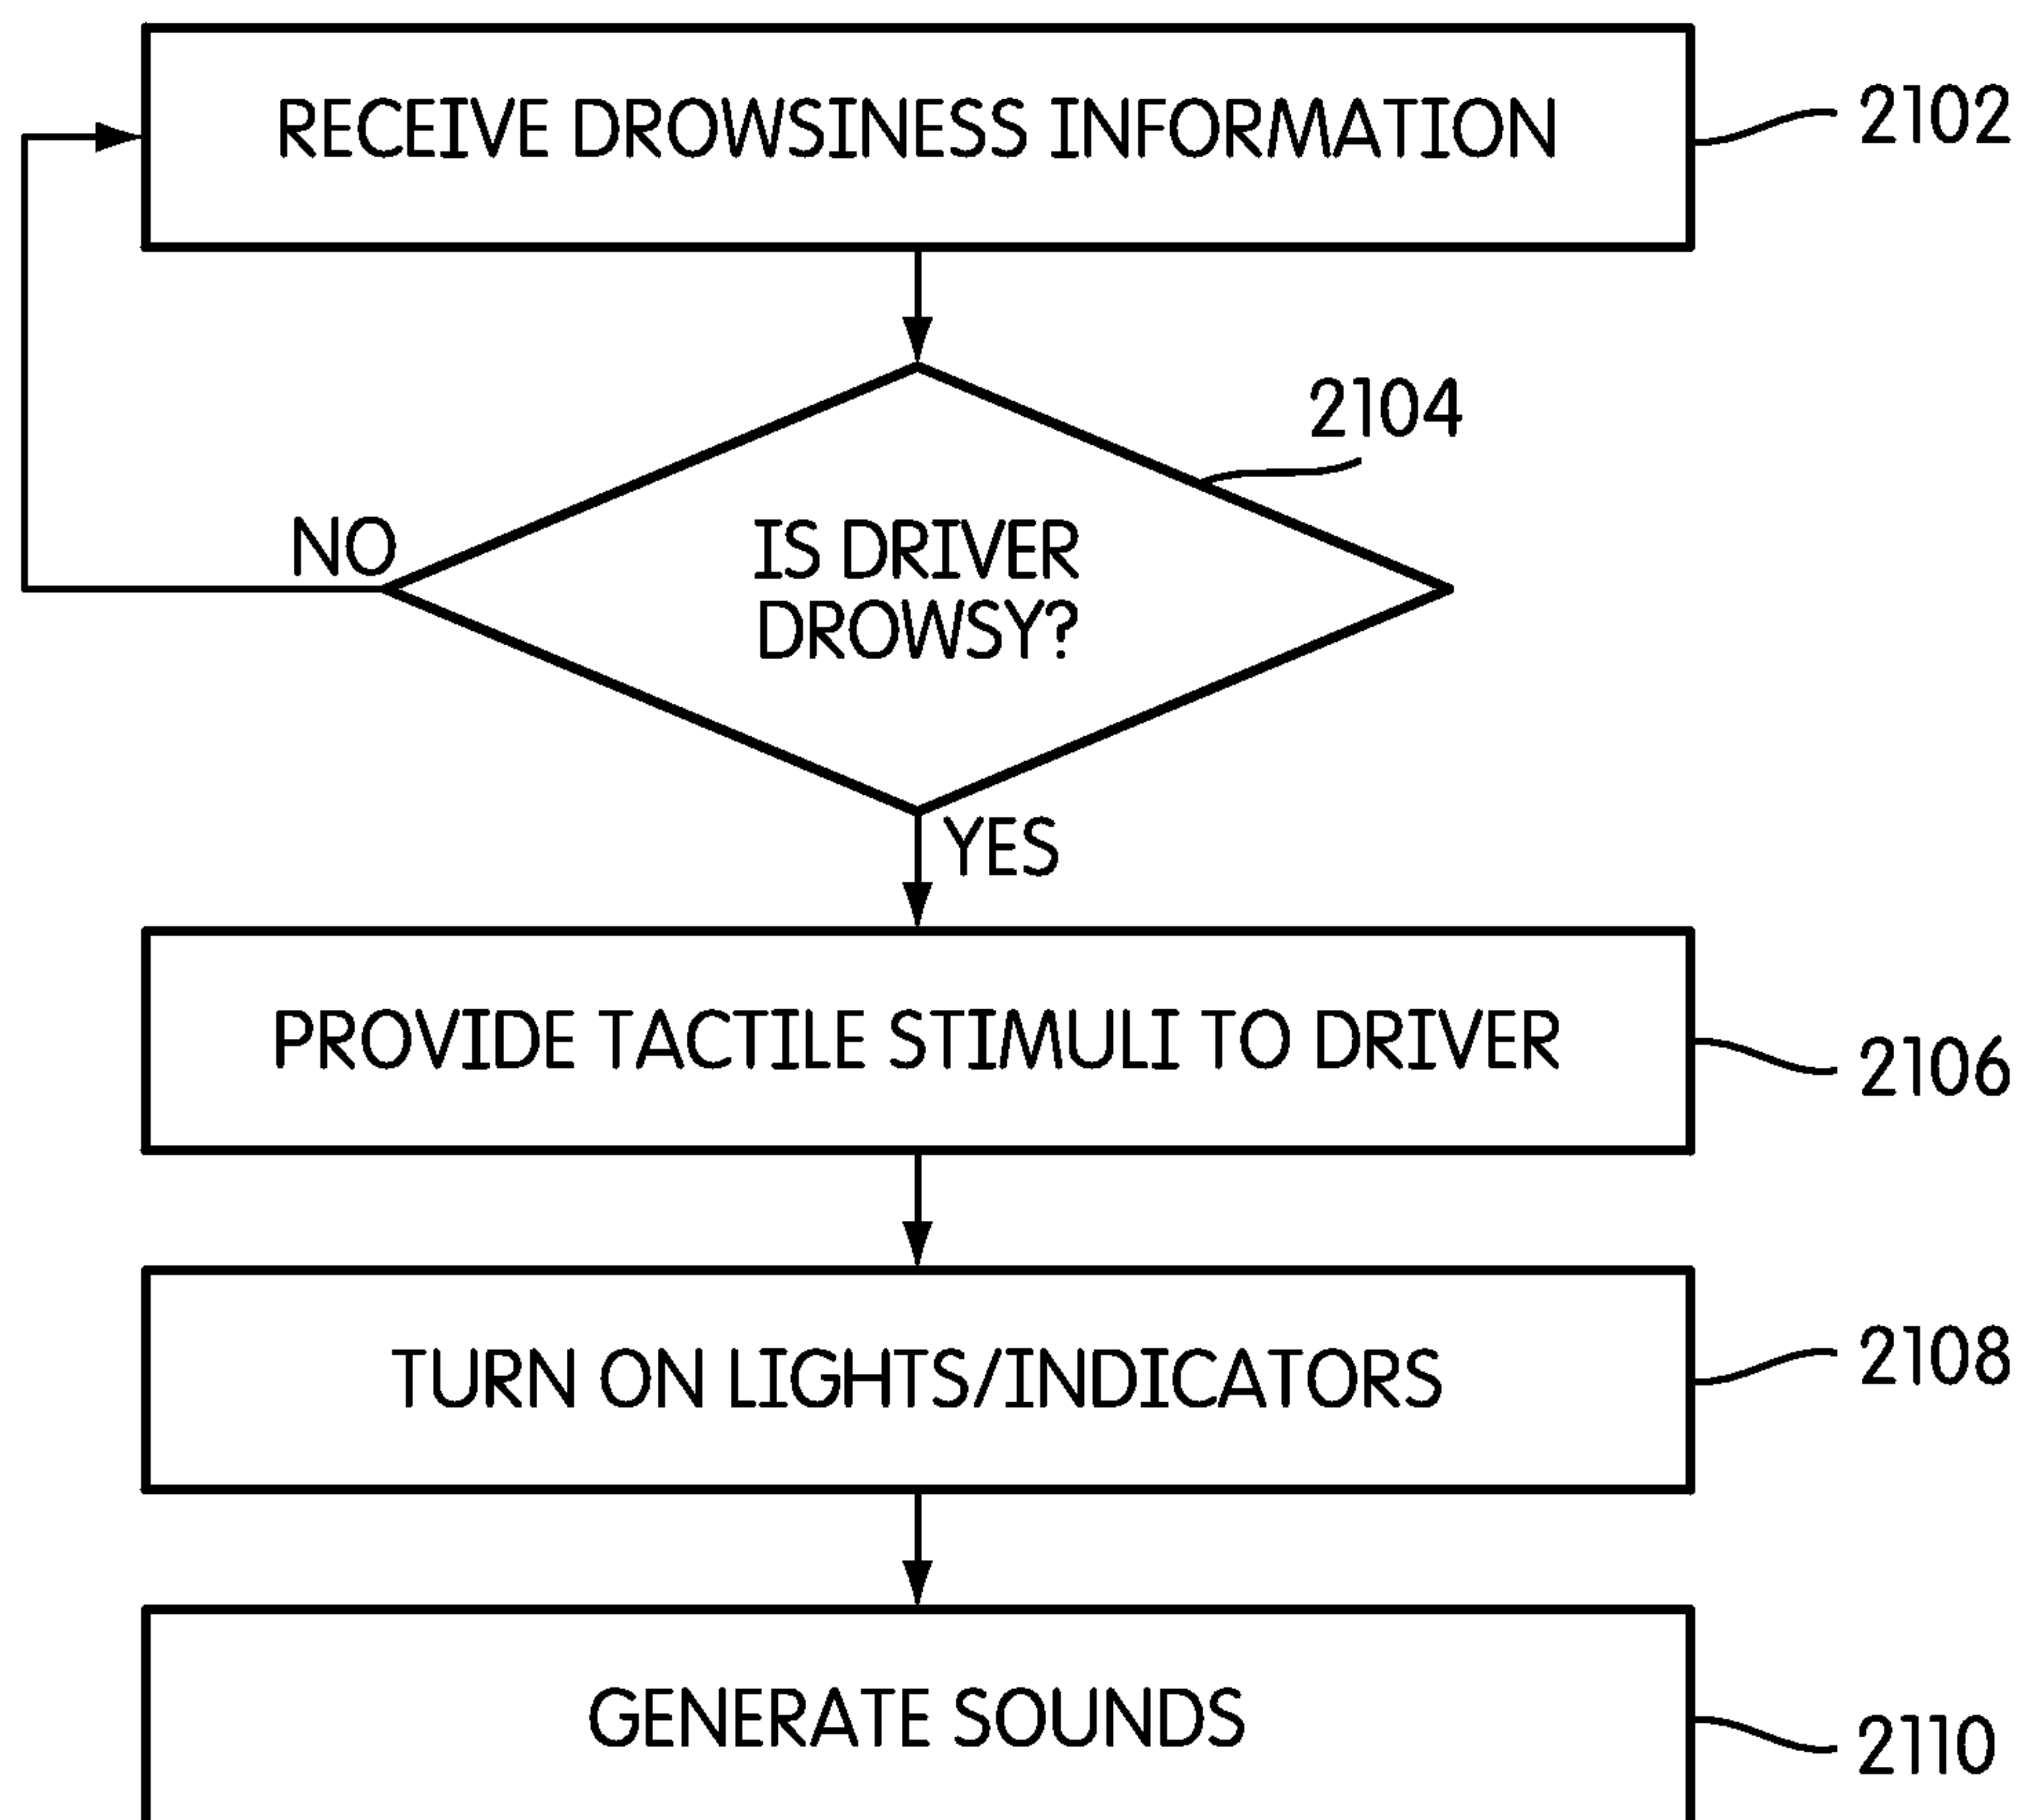 RECEIVE DROWSINESS INFORMATION
2102
2104
NO
IS DRIVER
DROWSY?
YES
PROVIDE TACTILE STIMULI TO DRIVER
2106
TURN ON LIGHTS/INDICATORS
2108
GENERATE SOUNDS
2110